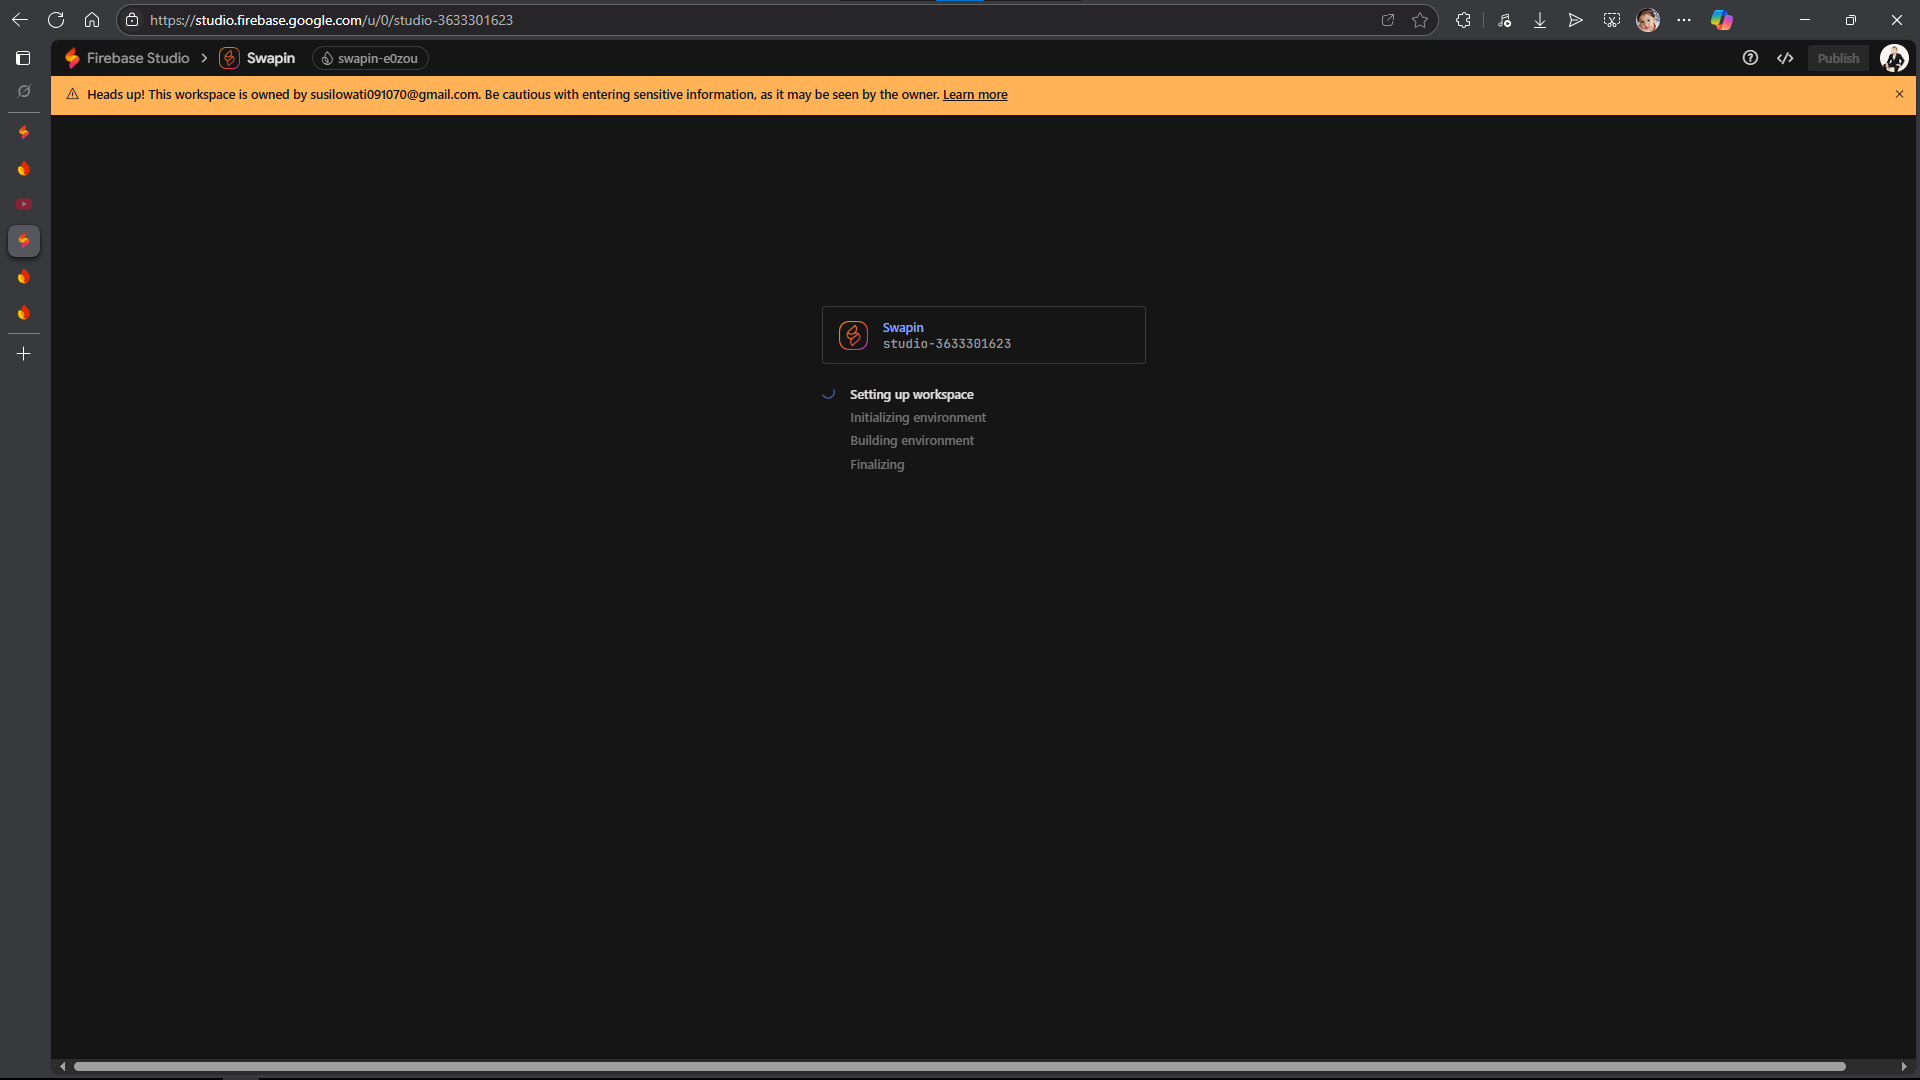 https://studio.firebase.google.com/u/0/studio-3633301623
Firebase Studio
Swapin
swapin-e0zou
Publish
Heads up! This workspace is owned by susilowati091070@gmail.com. Be cautious with entering sensitive information, as it may be seen by the owner. Learn more
Swapin
studio-3633301623
Setting up workspace
Initializing environment
Building environment
Finalizing